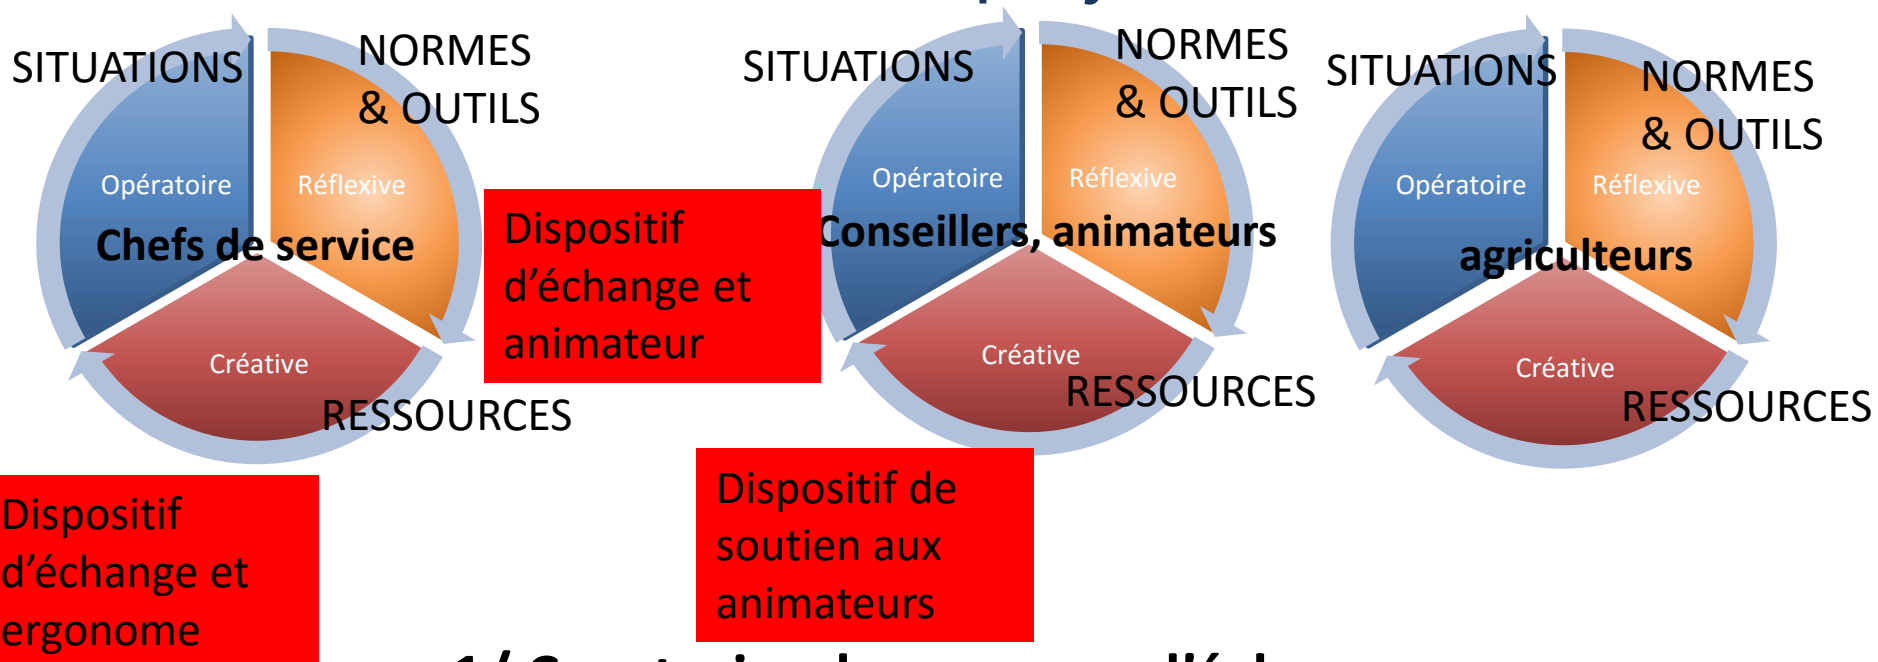 SITUATIONS
NORMES
& OUTILS
Opératoire
Réflexive
Chefs de service
Créative
RESSOURCES
Dispositif
d'échange et
ergonome
Dispositif
d'échange et
animateur
SITUATIONS
NORMES
& OUTILS
Opératoire
Réflexive
Conseillers, animateurs
Créative
RESSOURCES
Dispositif de
soutien aux
animateurs
SITUATIONS
NORMES
& OUTILS
Opératoire
Réflexive
agriculteurs
Créative
RESSOURCES